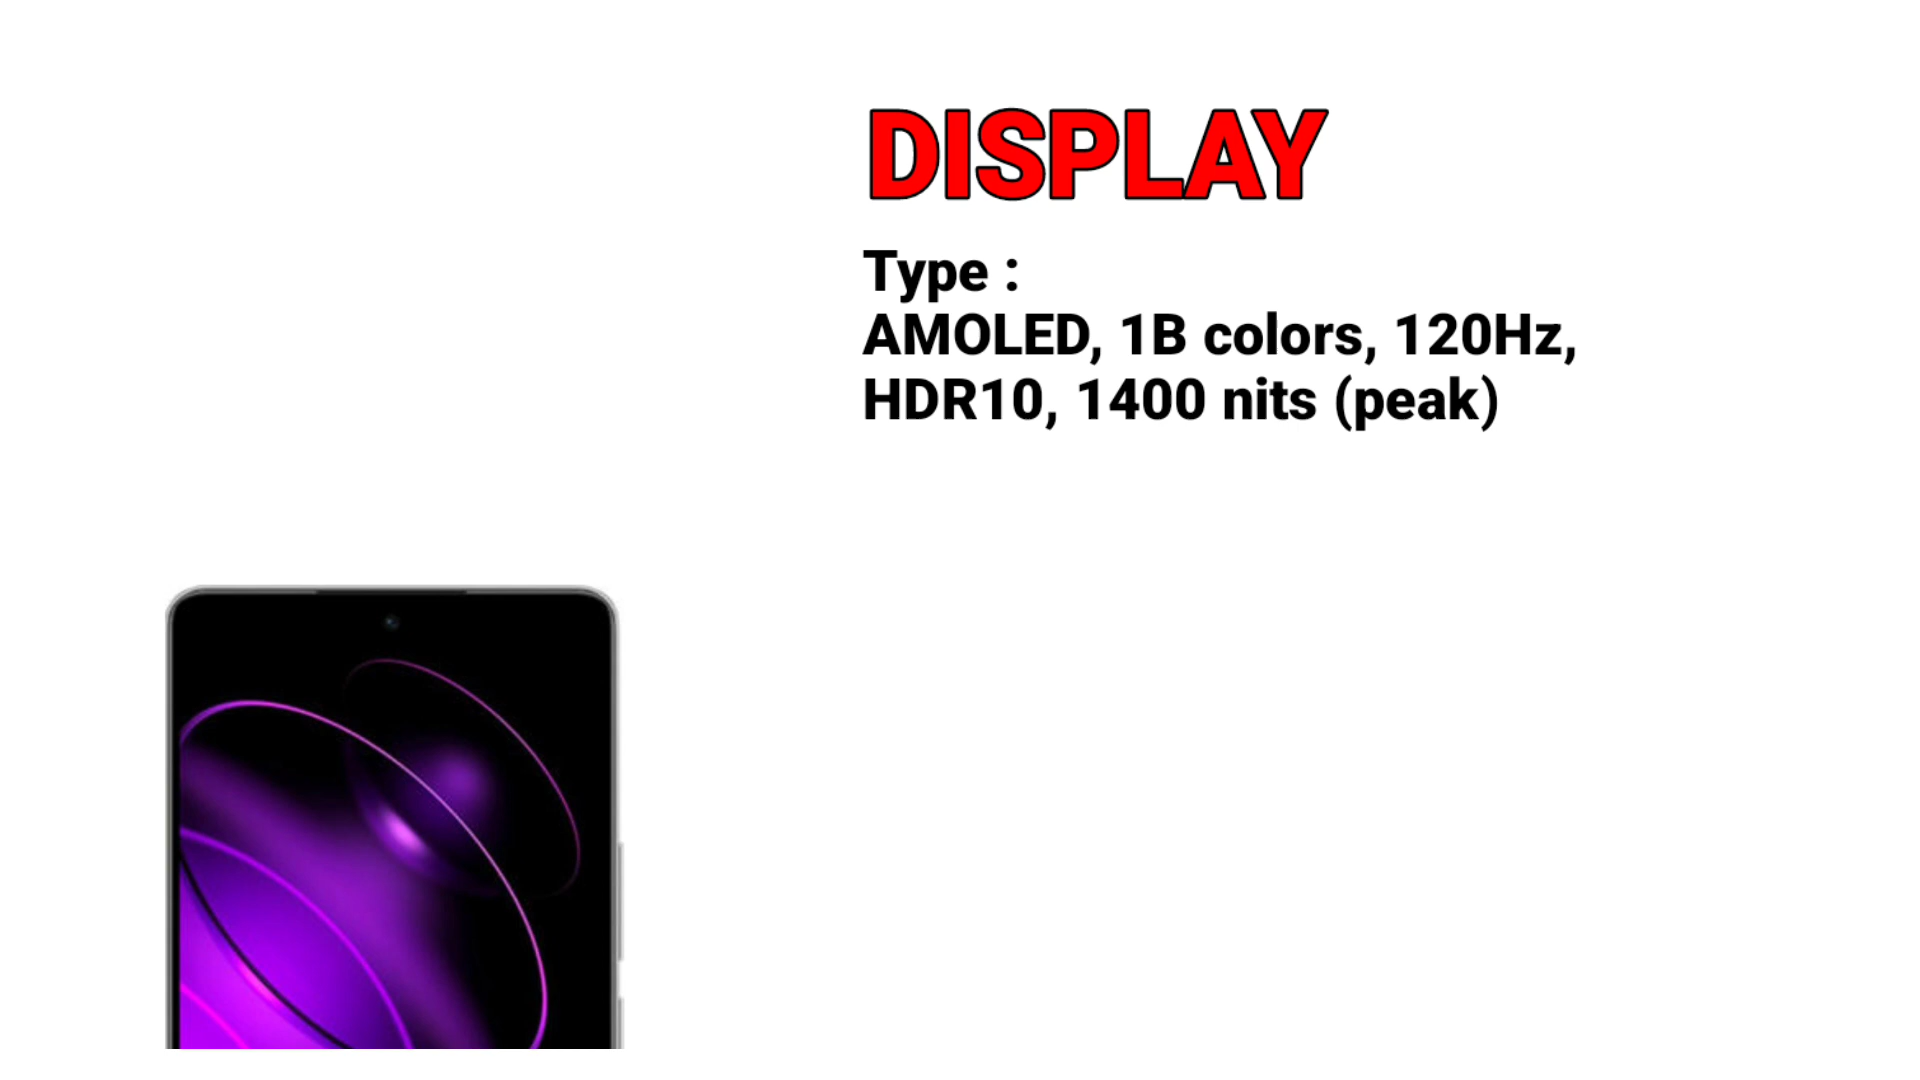 DISPLAY
Type :
AMOLED, 1B colors, 120Hz,
HDR10, 1400 nits (peak)